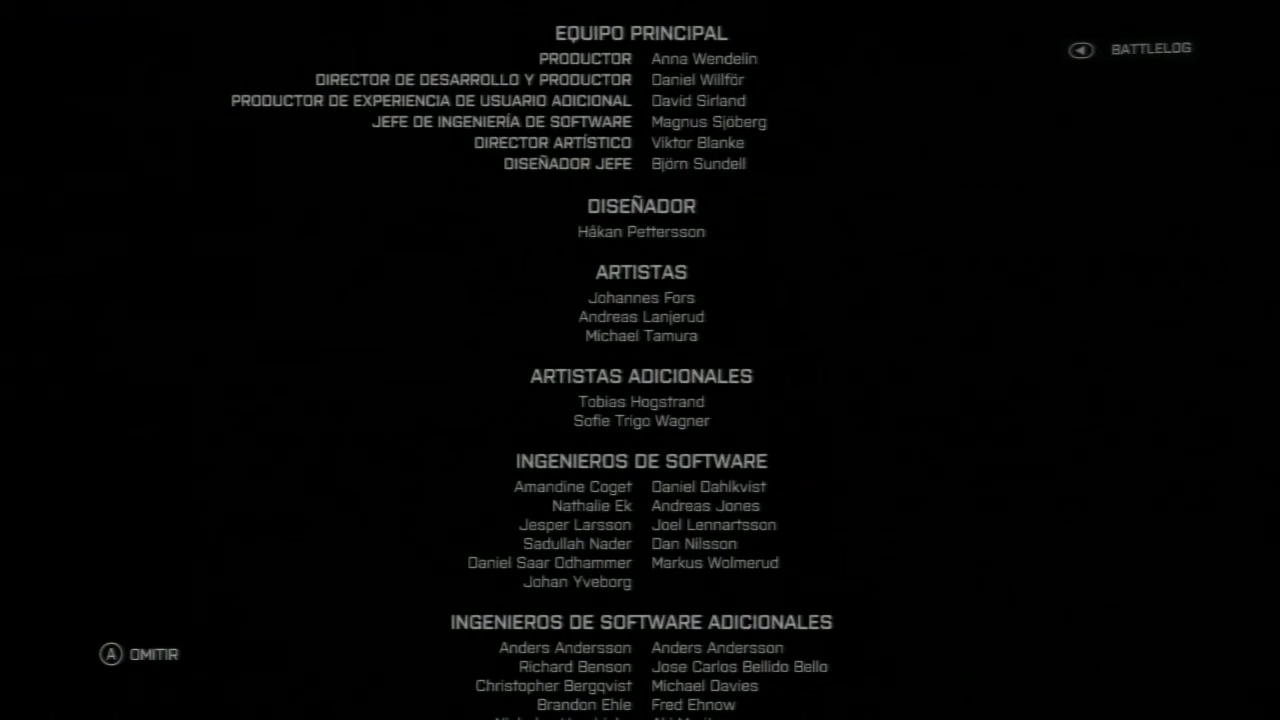 EQUIPO PRINCIPAL
BATTLELOG
PRODUCTOR Anna Wendelin
DIRECTOR DE DESARROLLO Y PRODUCTOR Daniel Willför
PRODUCTOR DE EXPERIENCIA DE USUARIO ADICIONAL David Sirland
JEFE DE INGENIERÍA DE SOFTWARE Magnus Sjöberg
DIRECTOR ARTÍSTICO Viktor Blanke
DISEÑADOR JEFE Björn Sundell
DISEÑADOR
Håkan Pettersson
ARTISTAS
Johannes Fors
Andreas Lanjerud
Michael Tamura
ARTISTAS ADICIONALES
Tobias Hogstrand
Sofie Trigo Wagner
INGENIEROS DE SOFTWARE
Amandine Coget Daniel Dahlkvist
Nathalie Ek Andreas Jones
Jesper Larsson Joel Lennartsson
Sadullah Nader Dan Nilsson
Daniel Saar Odhammer Markus Wolmerud
Johan Yveborg
INGENIEROS DE SOFTWARE ADICIONALES
Anders Andersson Anders Andersson
A OMITIR
Richard Benson Jose Carlos Bellido Bello
Christopher Bergqvist Michael Davies
Brandon Ehle Fred Ehnow